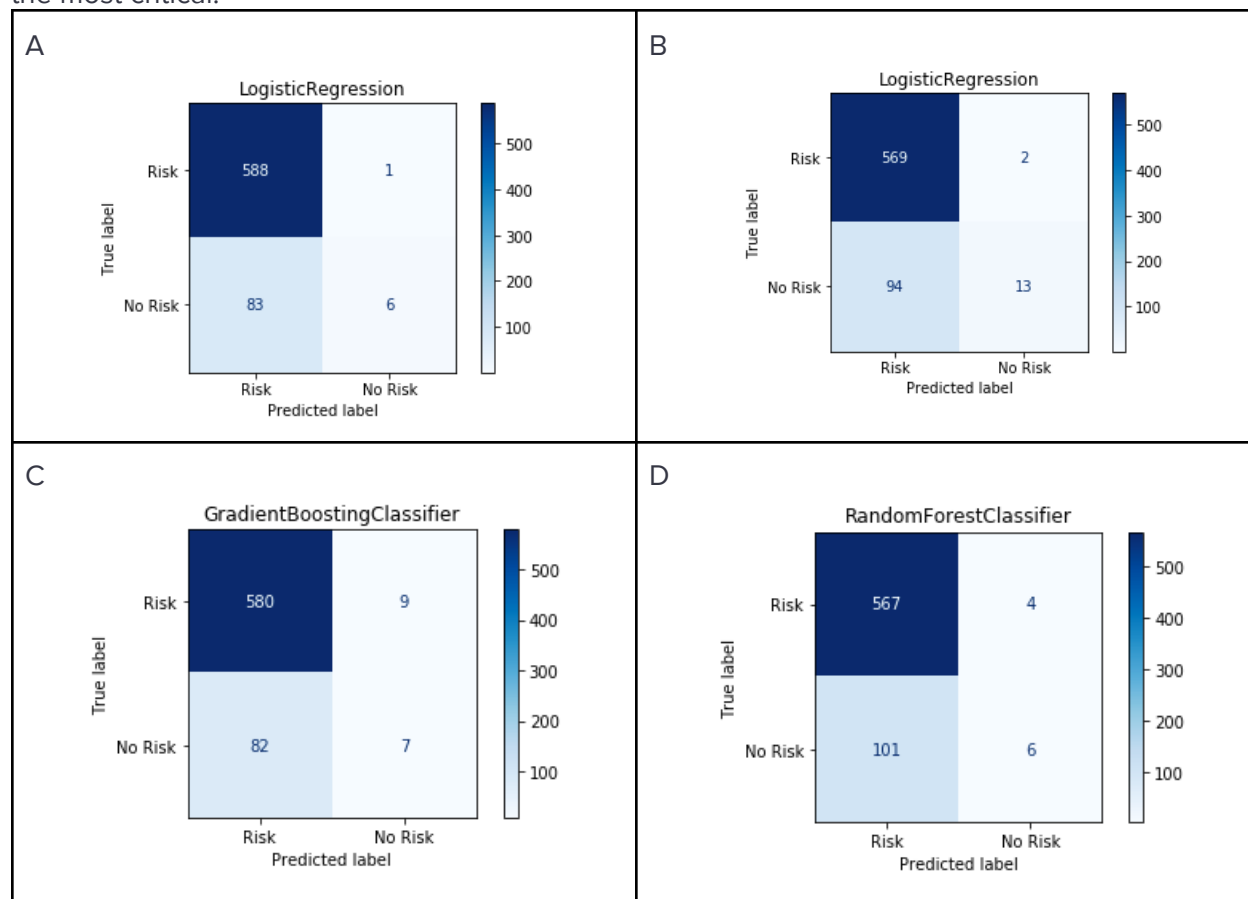 the most critical.
A
LogisticRegression
True label
Risk
No Risk
588
1
83
6
Risk
No Risk
Predicted label
500
400
300
200
100
B
LogisticRegression
True label
Risk
No Risk
569
2
94
13
Risk
No Risk
Predicted label
500
400
300
200
100
C
GradientBoostingClassifier
True label
Risk
No Risk
580
9
82
7
Risk
No Risk
Predicted label
500
400
300
200
100
D
RandomForestClassifier
True label
Risk
No Risk
567
4
101
6
Risk
No Risk
Predicted label
500
400
300
200
100